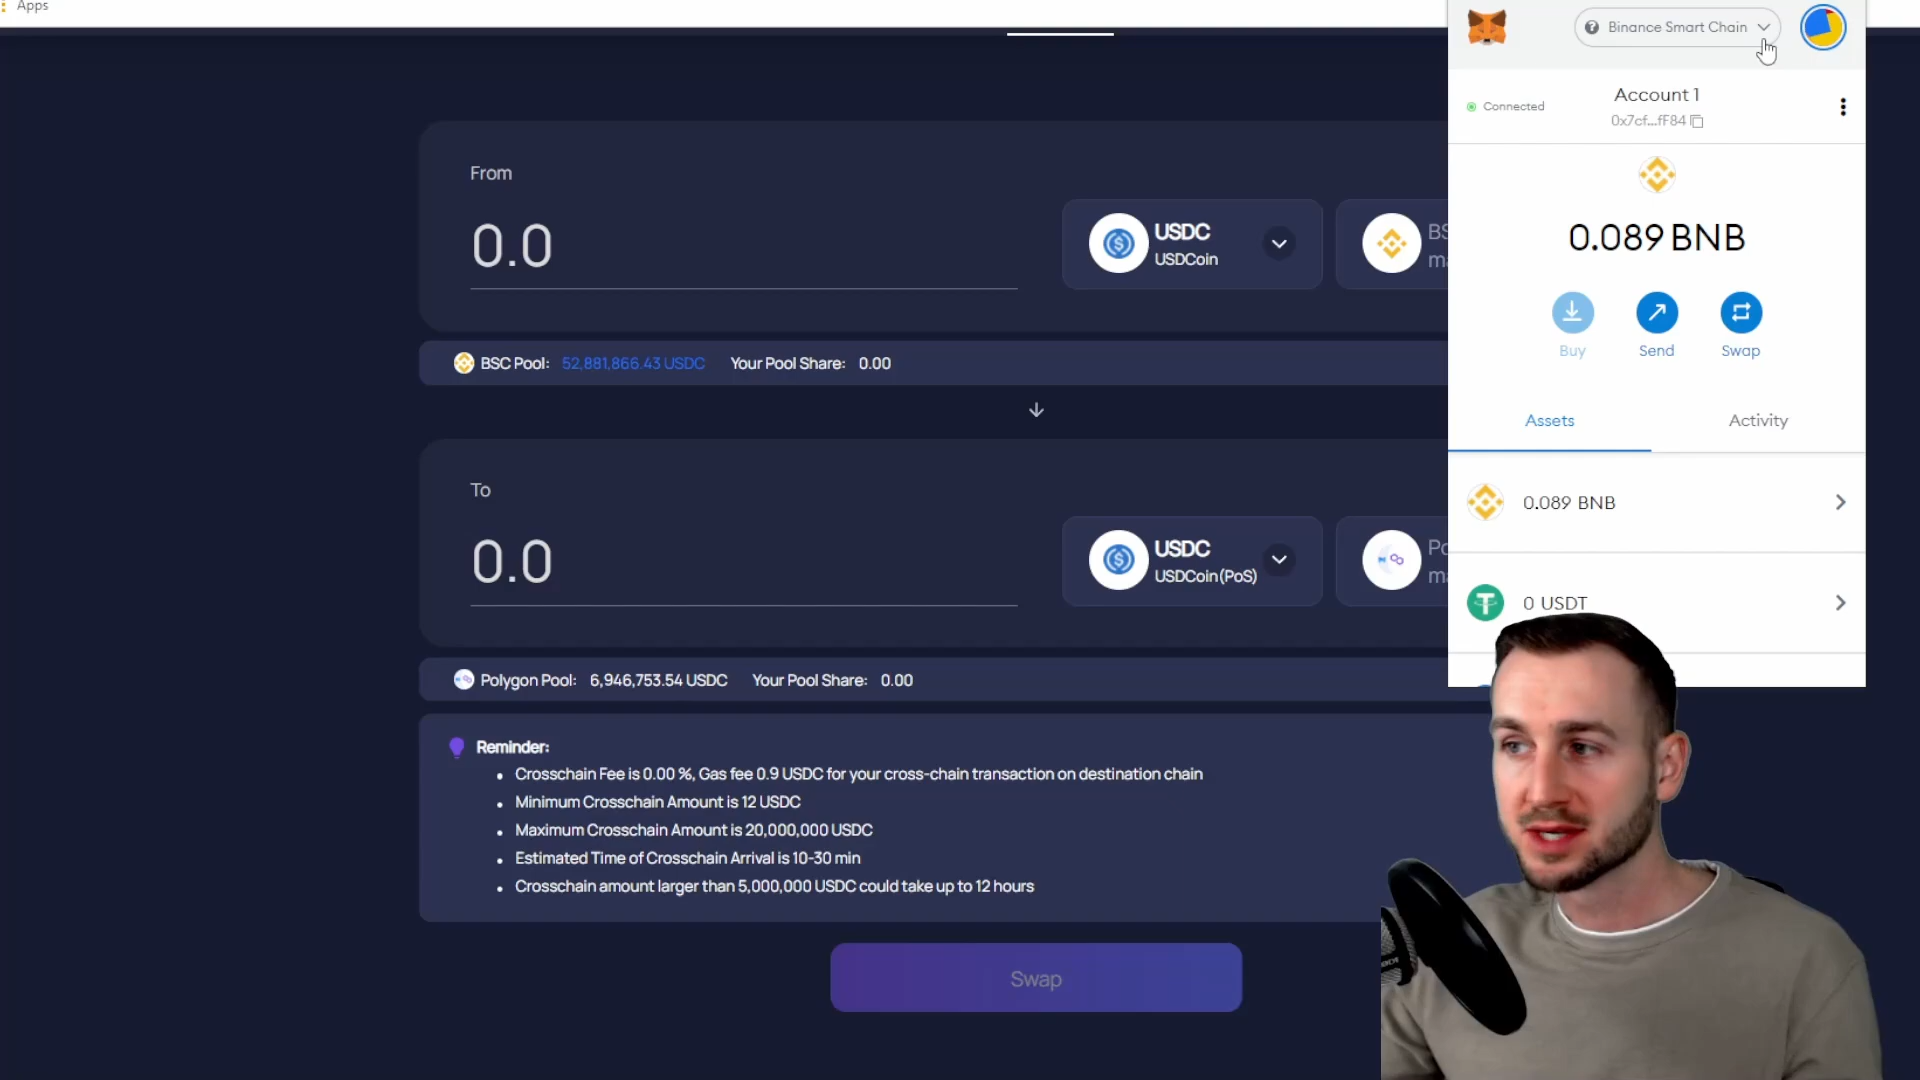 Apps
From
0.0
USDC
USDCoin
BSC Pool: 52,881,866.43 USDC Your Pool Share: 0.00
To
0.0
USDC
USDCoin(PoS)
Polygon Pool: 6,946,753.54 USDC Your Pool Share: 0.00
Reminder:
• Crosschain Fee is 0.00 %, Gas fee 0.9 USDC for your cross-chain transaction on destination chain
• Minimum Crosschain Amount is 12 USDC
• Maximum Crosschain Amount is 20,000,000 USDC
• Estimated Time of Crosschain Arrival is 10-30 min
• Crosschain amount larger than 5,000,000 USDC could take up to 12 hours
Swap
Binance Smart Chain
Connected
Account 1
0x7cf...fF84
0.089 BNB
Buy
Send
Swap
Assets
Activity
0.089 BNB
0 USDT